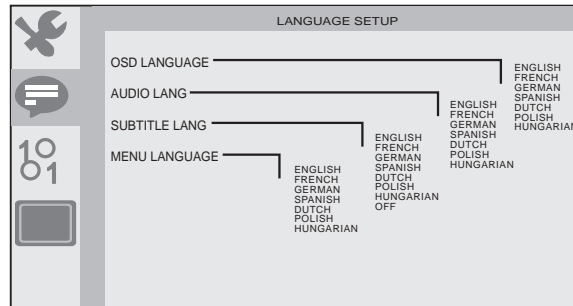 LANGUAGE SETUP
OSD LANGUAGE
ENGLISH
FRENCH
GERMAN
SPANISH
DUTCH
POLISH
HUNGARIAN
AUDIO LANG
ENGLISH
FRENCH
GERMAN
SPANISH
DUTCH
POLISH
HUNGARIAN
SUBTITLE LANG
ENGLISH
FRENCH
GERMAN
SPANISH
DUTCH
POLISH
HUNGARIAN
OFF
MENU LANGUAGE
ENGLISH
FRENCH
GERMAN
SPANISH
DUTCH
POLISH
HUNGARIAN
10
01